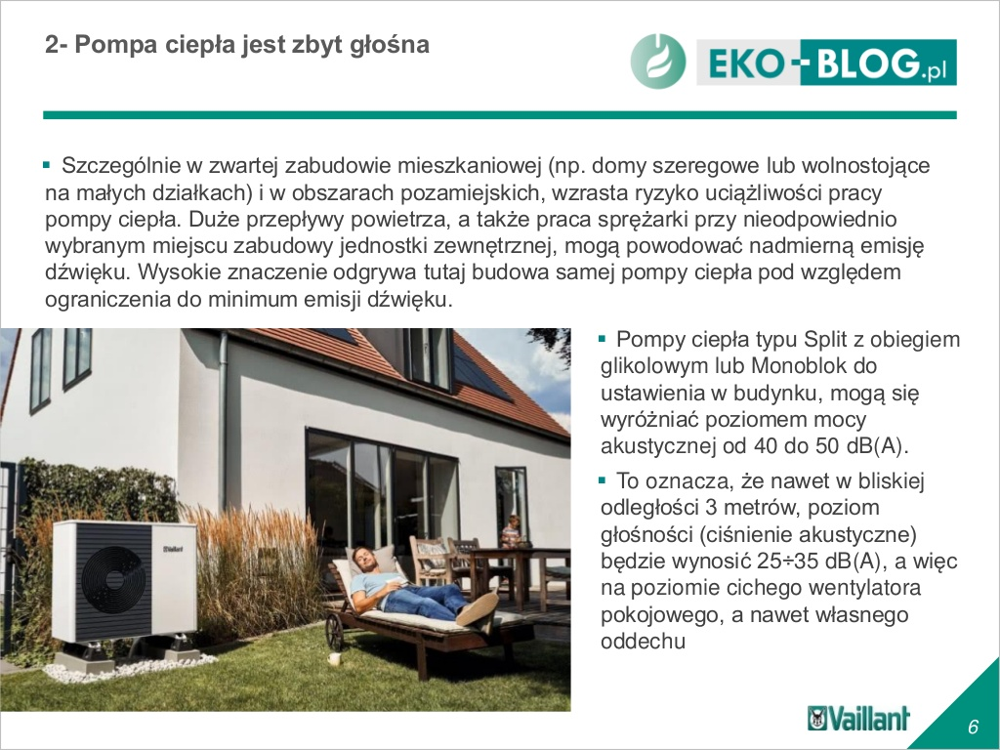 2- Pompa ciepła jest zbyt głośna
EKO-BLOG.pl
▪ Szczególnie w zwartej zabudowie mieszkaniowej (np. domy szeregowe lub wolnostojące
na małych działkach) i w obszarach pozamiejskich, wzrasta ryzyko uciążliwości pracy
pompy ciepła. Duże przepływy powietrza, a także praca sprężarki przy nieodpowiednio
wybranym miejscu zabudowy jednostki zewnętrznej, mogą powodować nadmierną emisję
dźwięku. Wysokie znaczenie odgrywa tutaj budowa samej pompy ciepła pod względem
ograniczenia do minimum emisji dźwięku.
▪ Pompy ciepła typu Split z obiegiem
glikolowym lub Monoblok do
ustawienia w budynku, mogą się
wyróżniać poziomem mocy
akustycznej od 40 do 50 dB(A).
▪ To oznacza, że nawet w bliskiej
odległości 3 metrów, poziom
głośności (ciśnienie akustyczne)
będzie wynosić 25÷35 dB(A), a więc
na poziomie cichego wentylatora
pokojowego, a nawet własnego
oddechu
Vaillant
Vaillant
6